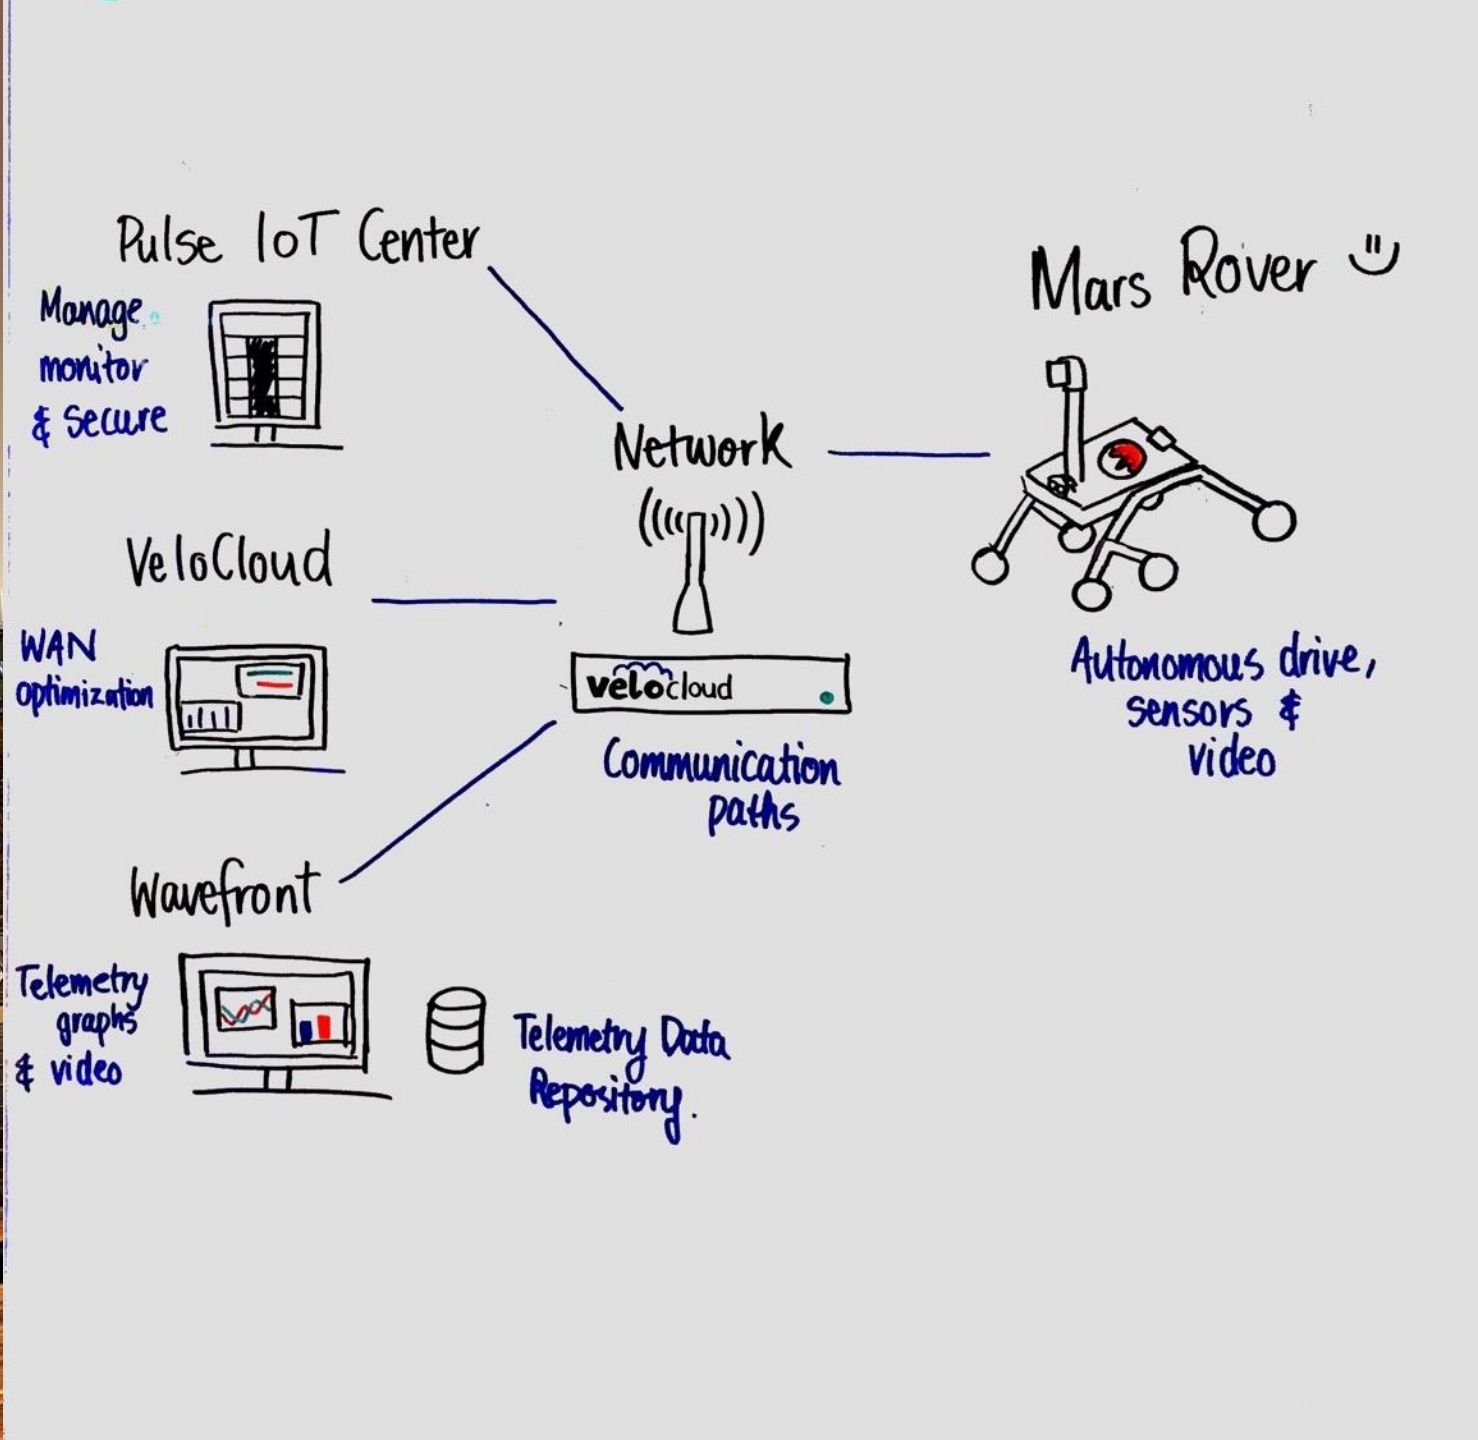 Pulse IoT Center
Manage
monitor
& Secure
Mars Rover
Network
VeloCloud
WAN
optimization
velocloud
Communication
paths
Autonomous drive,
sensors &
video
Wavefront
Telemetry
graphs
& video
Telemetry Data
Repository.